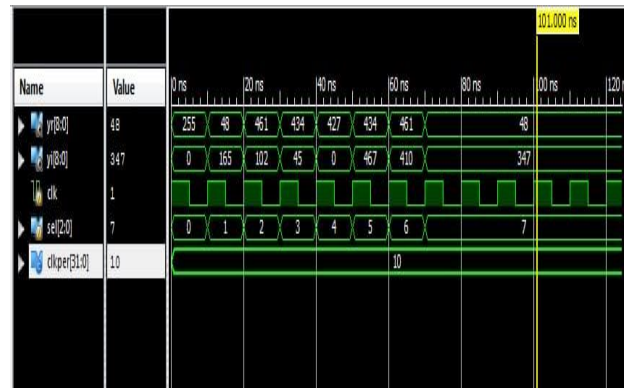 101.000 ns
Name Value 0 ns 20 ns 40 ns 60 ns 80 ns 00 ns 120 n
yr[8:0] 48 255 48 461 434 427 434 461 48
yi[8:0] 347 0 165 102 45 0 467 410 347
clk 1
sel[2:0] 7 0 1 2 3 4 5 6 7
clkper[31:0] 10 10